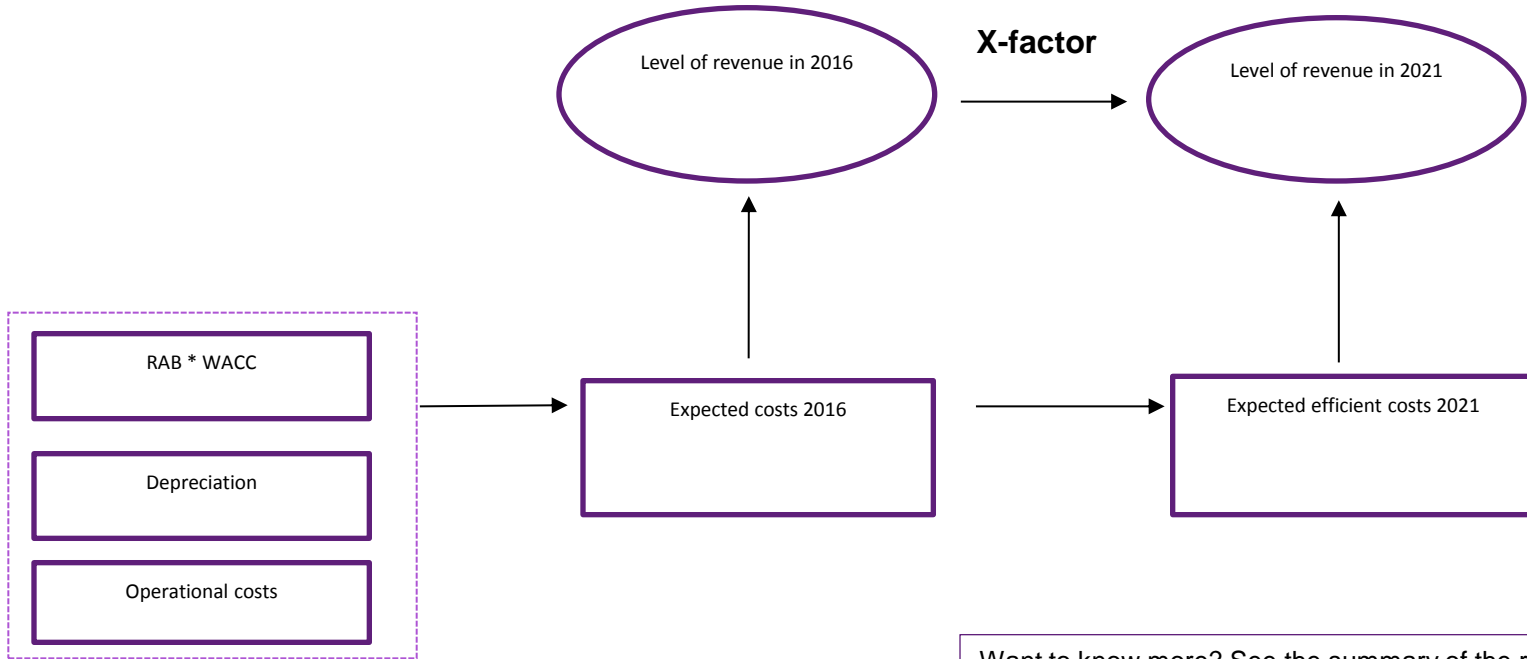 Level of revenue in 2016
X-factor
Level of revenue in 2021
RAB * WACC
Expected costs 2016
Expected efficient costs 2021
Depreciation
Operational costs
Want to know more? See the summary of the